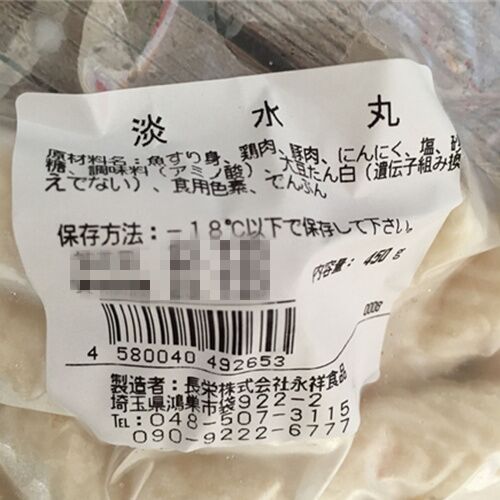 淡水丸
原材料名：魚すり身、鶏肉、豚肉、にんにく、塩、砂
糖、調味料（アミノ酸）、大豆たん白（遺伝子組み換
えでない）、食用色素、でんぷん
保存方法：－18℃以下で保存して下さい。
内容量： 450g
0008
4 580040 492653
製造者：長栄株式会社永祥食品
埼玉県鴻巣市袋922-2
TEL：048-507-3115
090-9222-6777